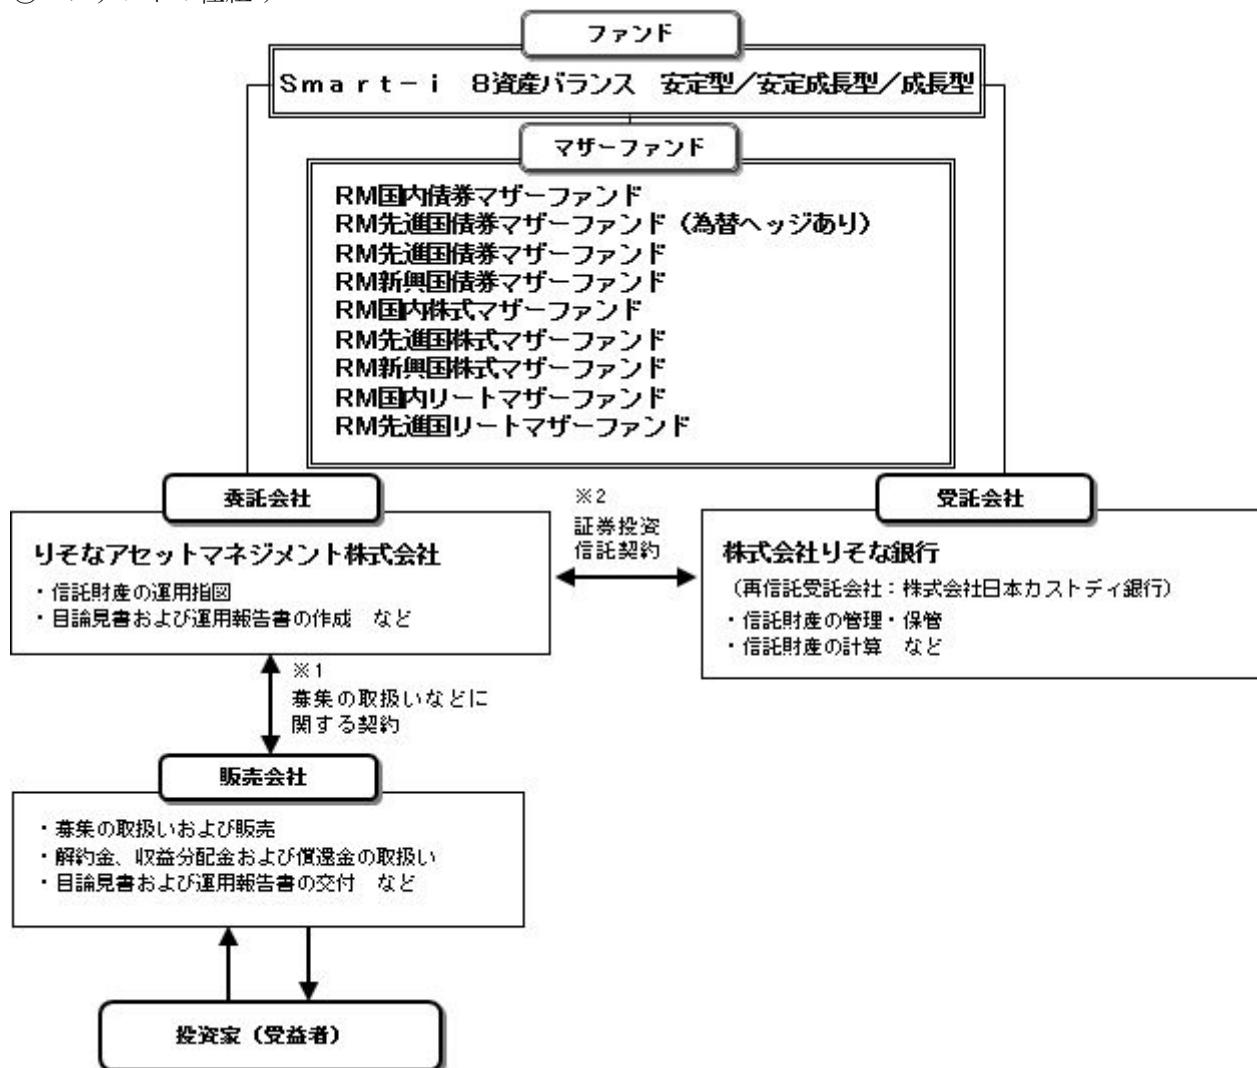 ファンド
Smart-i 8資産バランス 安定型/安定成長型/成長型
マザーファンド
RM国内債券マザーファンド
RM先進国債券マザーファンド(為替ヘッジあり)
RM先進国債券マザーファンド
RM新興国債券マザーファンド
RM国内株式マザーファンド
RM先進国株式マザーファンド
RM新興国株式マザーファンド
RM国内リートマザーファンド
RM先進国リートマザーファンド
委託会社
りそなアセットマネジメント株式会社
・信託財産の運用指図
・目論見書および運用報告書の作成 など
※2
証券投資
信託契約
受託会社
株式会社りそな銀行
(再信託受託会社:株式会社日本カストディ銀行)
・信託財産の管理・保管
・信託財産の計算 など
※1
募集の取扱いなどに
関する契約
販売会社
・募集の取扱いおよび販売
・解約金、収益分配金および償還金の取扱い
・目論見書および運用報告書の交付 など
投資家(受益者)